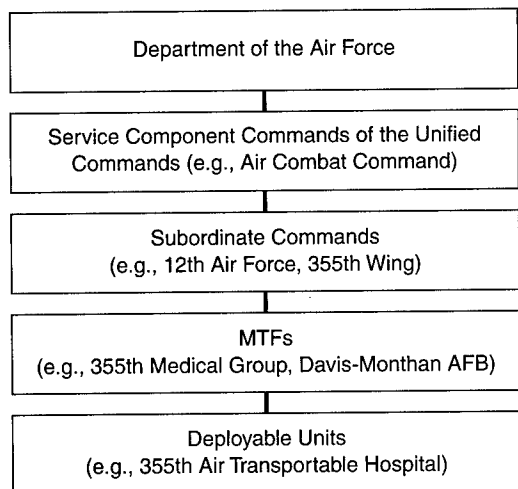 Department of the Air Force
Service Component Commands of the Unified
Commands (e.g., Air Combat Command)
Subordinate Commands
(e.g., 12th Air Force, 355th Wing)
MTFs
(e.g., 355th Medical Group, Davis-Monthan AFB)
Deployable Units
(e.g., 355th Air Transportable Hospital)